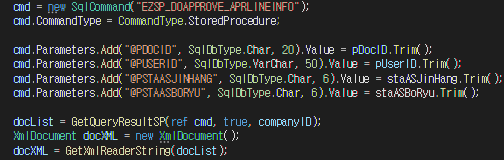 cmd = new SqlCommand("EZSP_DOAPPROVE_APRLINEINFO");
cmd.CommandType = CommandType.StoredProcedure;
cmd.Parameters.Add("@PDOCID", SqlDbType.Char, 20).Value = pDocID.Trim();
cmd.Parameters.Add("@PUSERID", SqlDbType.VarChar, 50).Value = pUserID.Trim();
cmd.Parameters.Add("@PSTAASJINHANG", SqlDbType.Char, 6).Value = staASJinHang.Trim();
cmd.Parameters.Add("@PSTAASBORYU", SqlDbType.Char, 6).Value = staASBoRyu.Trim();
docList = GetQueryResultSP(ref cmd, true, companyID);
XmlDocument docXML = new XmlDocument();
docXML = GetXmlReaderString(docList);